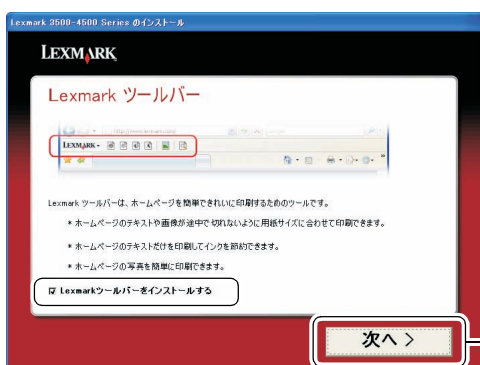 Lexmark 3500-4500 Series のインストール
LEXMARK
Lexmark ツールバー
LEXMARK
Lexmark ツールバーは、ホームページを簡単できれいに印刷するためのツールです。
* ホームページのテキストや画像が途中で切れないように用紙サイズに合わせて印刷できます。
* ホームページのテキストだけを印刷してインクを節約できます。
* ホームページの写真を簡単に印刷できます。
Lexmarkツールバーをインストールする
次へ >